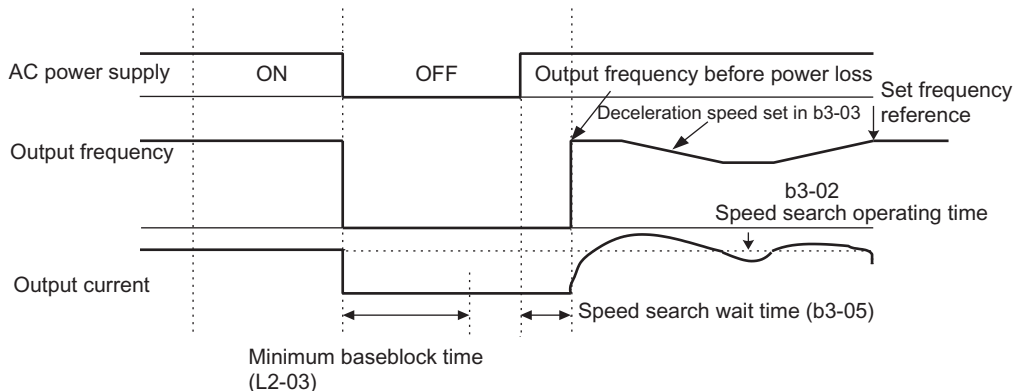 AC power supply
ON
OFF
Output frequency before power loss
Deceleration speed set in b3-03
Set frequency
reference
Output frequency
b3-02
Speed search operating time
Output current
Speed search wait time (b3-05)
Minimum baseblock time
(L2-03)